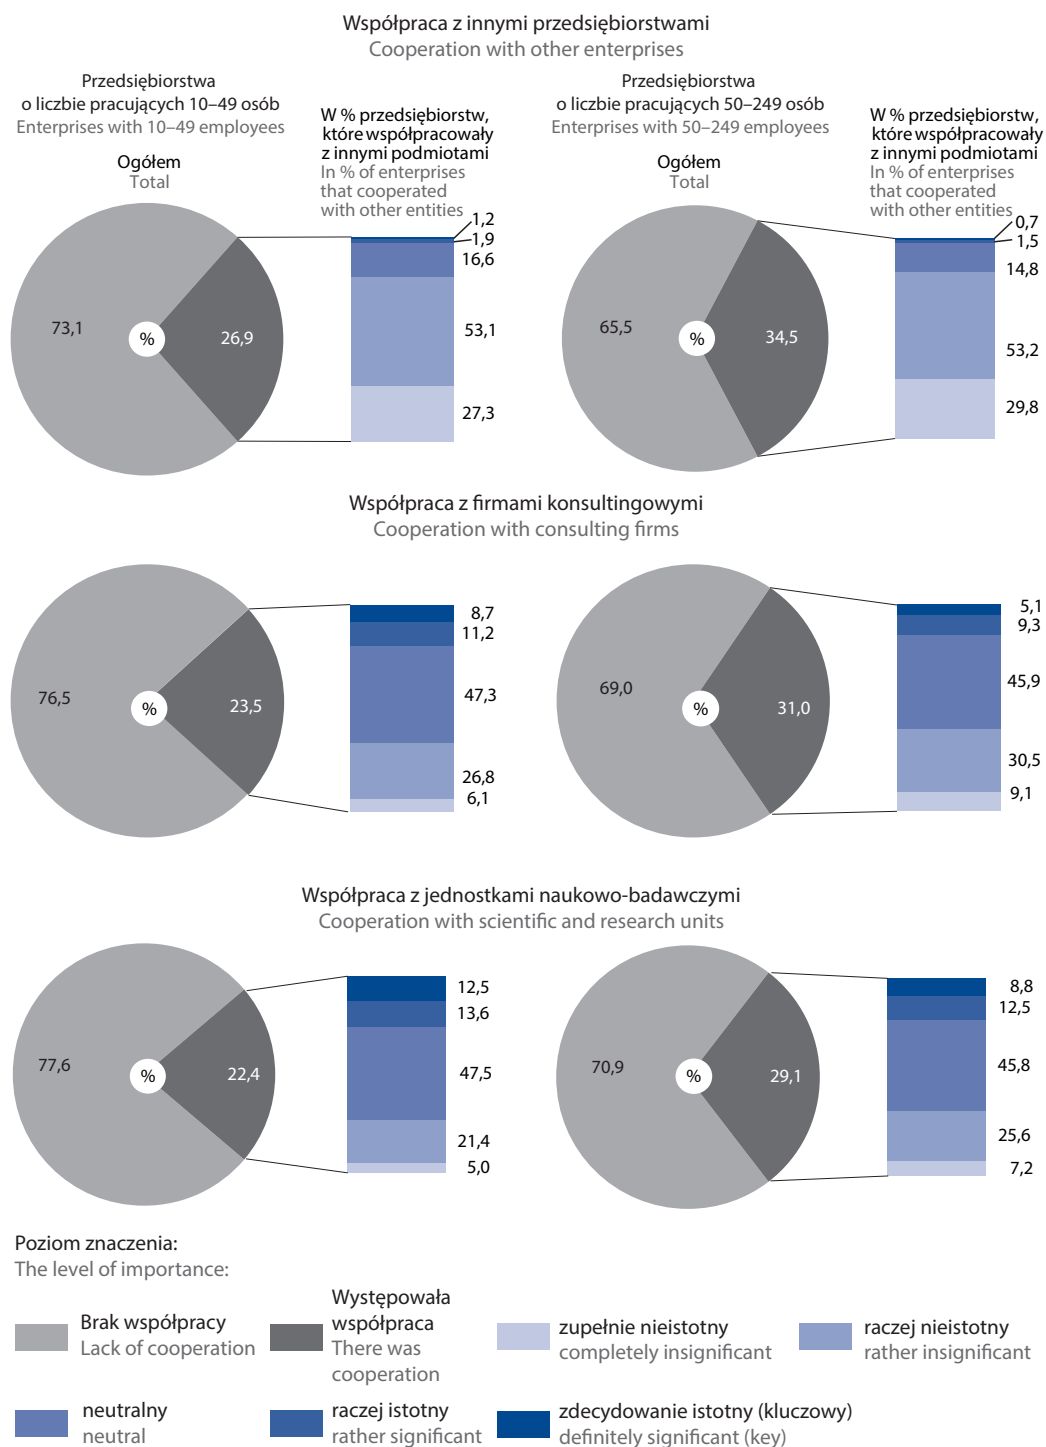 Współpraca z innymi przedsiębiorstwami
Cooperation with other enterprises
Przedsiębiorstwa
o liczbie pracujących 10–49 osób
Enterprises with 10–49 employees
Ogółem
Total
W % przedsiębiorstw,
które współpracowały
z innymi podmiotami
In % of enterprises
that cooperated
with other entities
73,1
%
26,9
1,2
1,9
16,6
53,1
27,3
Przedsiębiorstwa
o liczbie pracujących 50–249 osób
Enterprises with 50–249 employees
Ogółem
Total
W % przedsiębiorstw,
które współpracowały
z innymi podmiotami
In % of enterprises
that cooperated
with other entities
65,5
%
34,5
0,7
1,5
14,8
53,2
29,8
Współpraca z firmami konsultingowymi
Cooperation with consulting firms
76,5
%
23,5
8,7
11,2
47,3
26,8
6,1
69,0
%
31,0
5,1
9,3
45,9
30,5
9,1
Współpraca z jednostkami naukowo-badawczymi
Cooperation with scientific and research units
77,6
%
22,4
12,5
13,6
47,5
21,4
5,0
70,9
%
29,1
8,8
12,5
45,8
25,6
7,2
Poziom znaczenia:
The level of importance:
Brak współpracy
Lack of cooperation
Występowała
współpraca
There was
cooperation
zupełnie nieistotny
completely insignificant
raczej nieistotny
rather insignificant
neutralny
neutral
raczej istotny
rather significant
zdecydowanie istotny (kluczowy)
definitely significant (key)